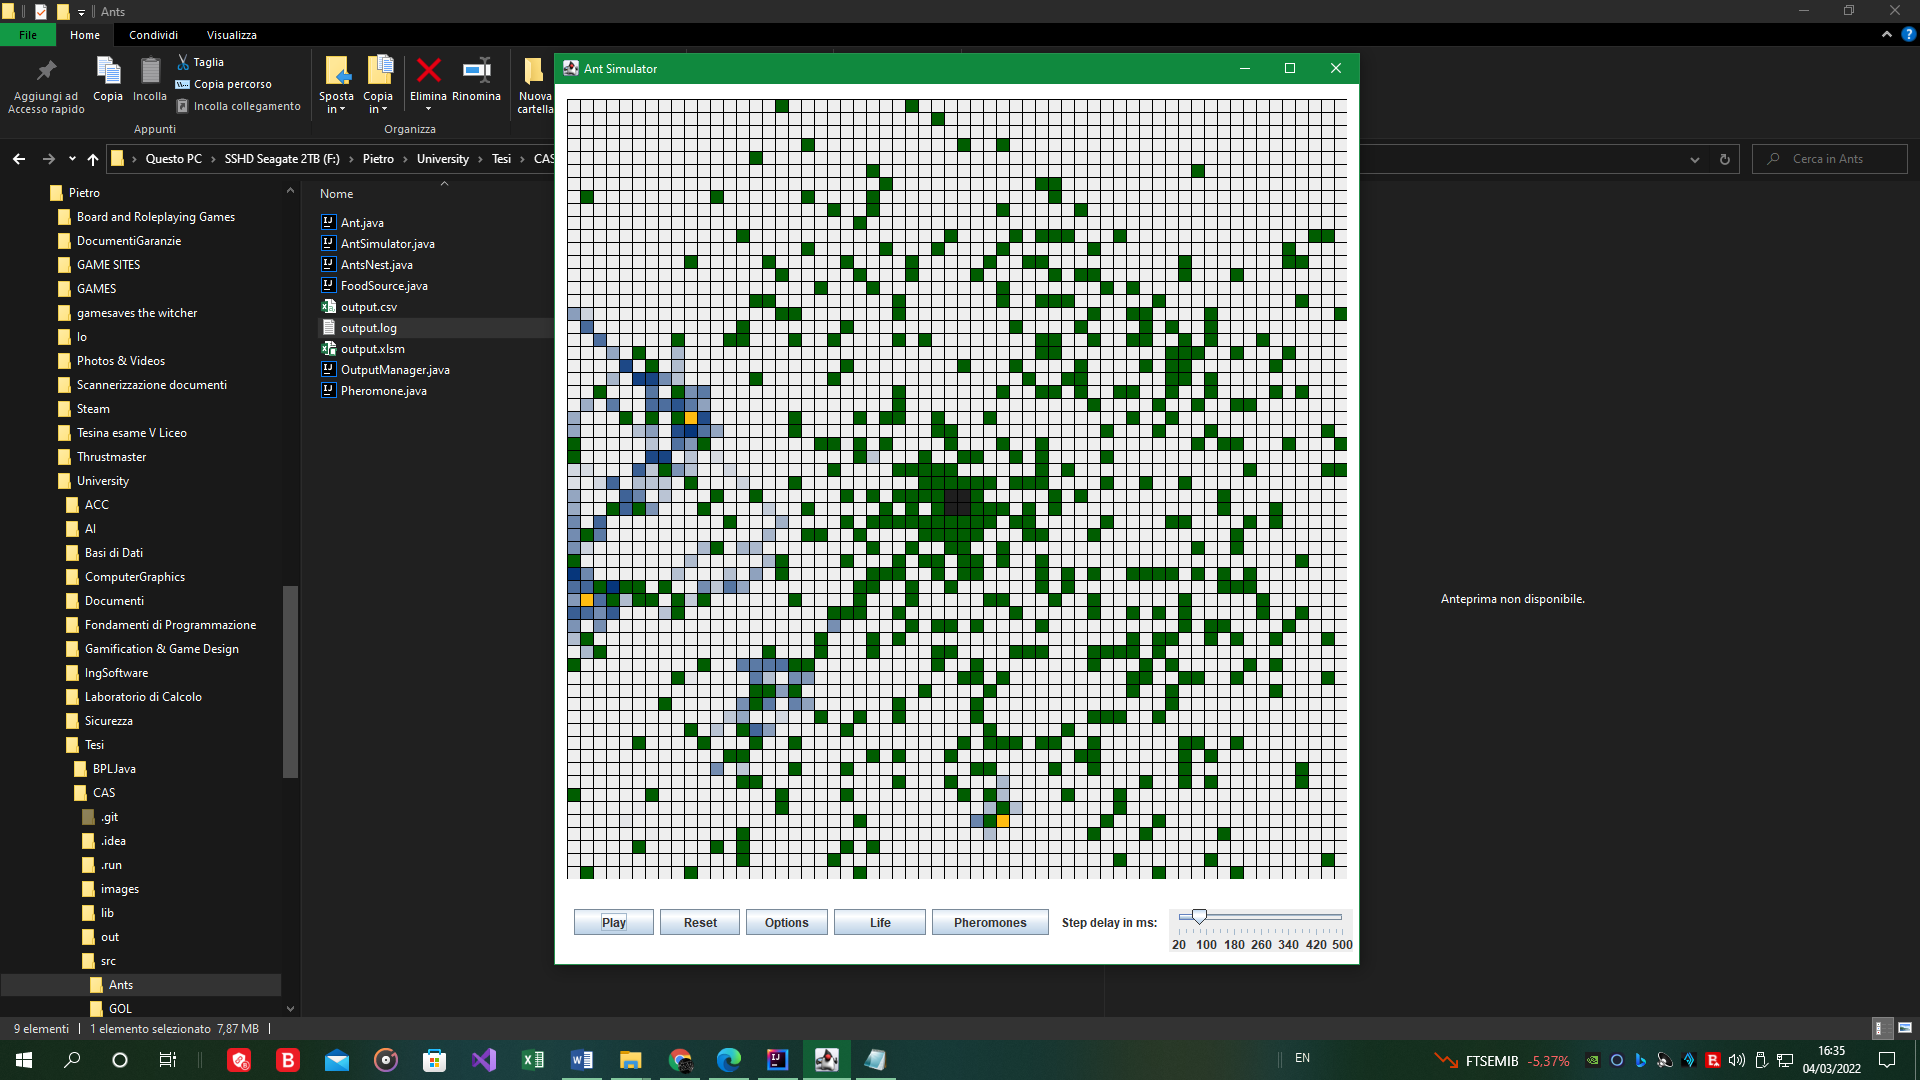 Ants
File
Home
Condividi
Visualizza
Aggiungi ad
Accesso rapido
Copia
Incolla
Taglia
Copia percorso
Incolla collegamento
Appunti
Sposta
in
Copia
in
Elimina
Rinomina
Organizza
Nuova
cartella
Questo PC
SSHD Seagate 2TB (F:)
Pietro
University
Tesi
CAS
Cerca in Ants
Pietro
Board and Roleplaying Games
DocumentiGaranzie
GAME SITES
GAMES
gamesaves the witcher
Io
Photos & Videos
Scannerizzazione documenti
Steam
Tesina esame V Liceo
Thrustmaster
University
ACC
AI
Basi di Dati
ComputerGraphics
Documenti
Fondamenti di Programmazione
Gamification & Game Design
IngSoftware
Laboratorio di Calcolo
Sicurezza
Tesi
BPLJava
CAS
.git
.idea
.run
images
lib
out
src
Ants
GOL
Nome
Ant.java
AntSimulator.java
AntsNest.java
FoodSource.java
output.csv
output.log
output.xlsm
OutputManager.java
Pheromone.java
Ant Simulator
Play
Reset
Options
Life
Pheromones
Step delay in ms:
20 100 180 260 340 420 500
Anteprima non disponibile.
9 elementi
1 elemento selezionato 7,87 MB
EN
FTSEMIB -5,37%
16:35
04/03/2022